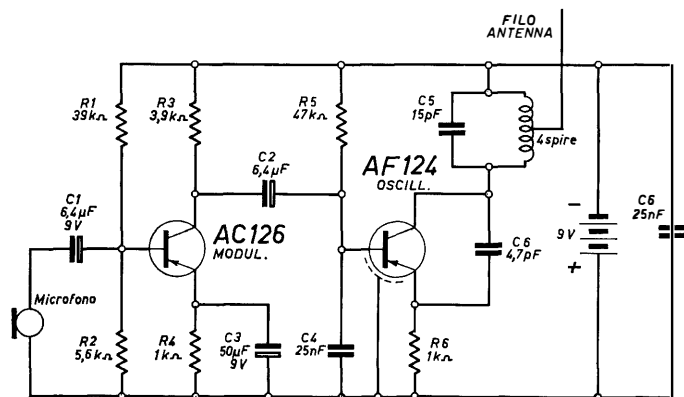 FILO
ANTENNA
R1
39kΩ
R3
3,9kΩ
R5
47kΩ
C5
15pF
4 spire
C2
6,4µF
AF124
OSCILL.
C1
6,4µF
9V
AC126
MODUL.
C6
4,7pF
-
9V
+
C6
25nF
Microfono
R2
5,6kΩ
R4
1kΩ
C3
50µF
9V
C4
25nF
R6
1kΩ